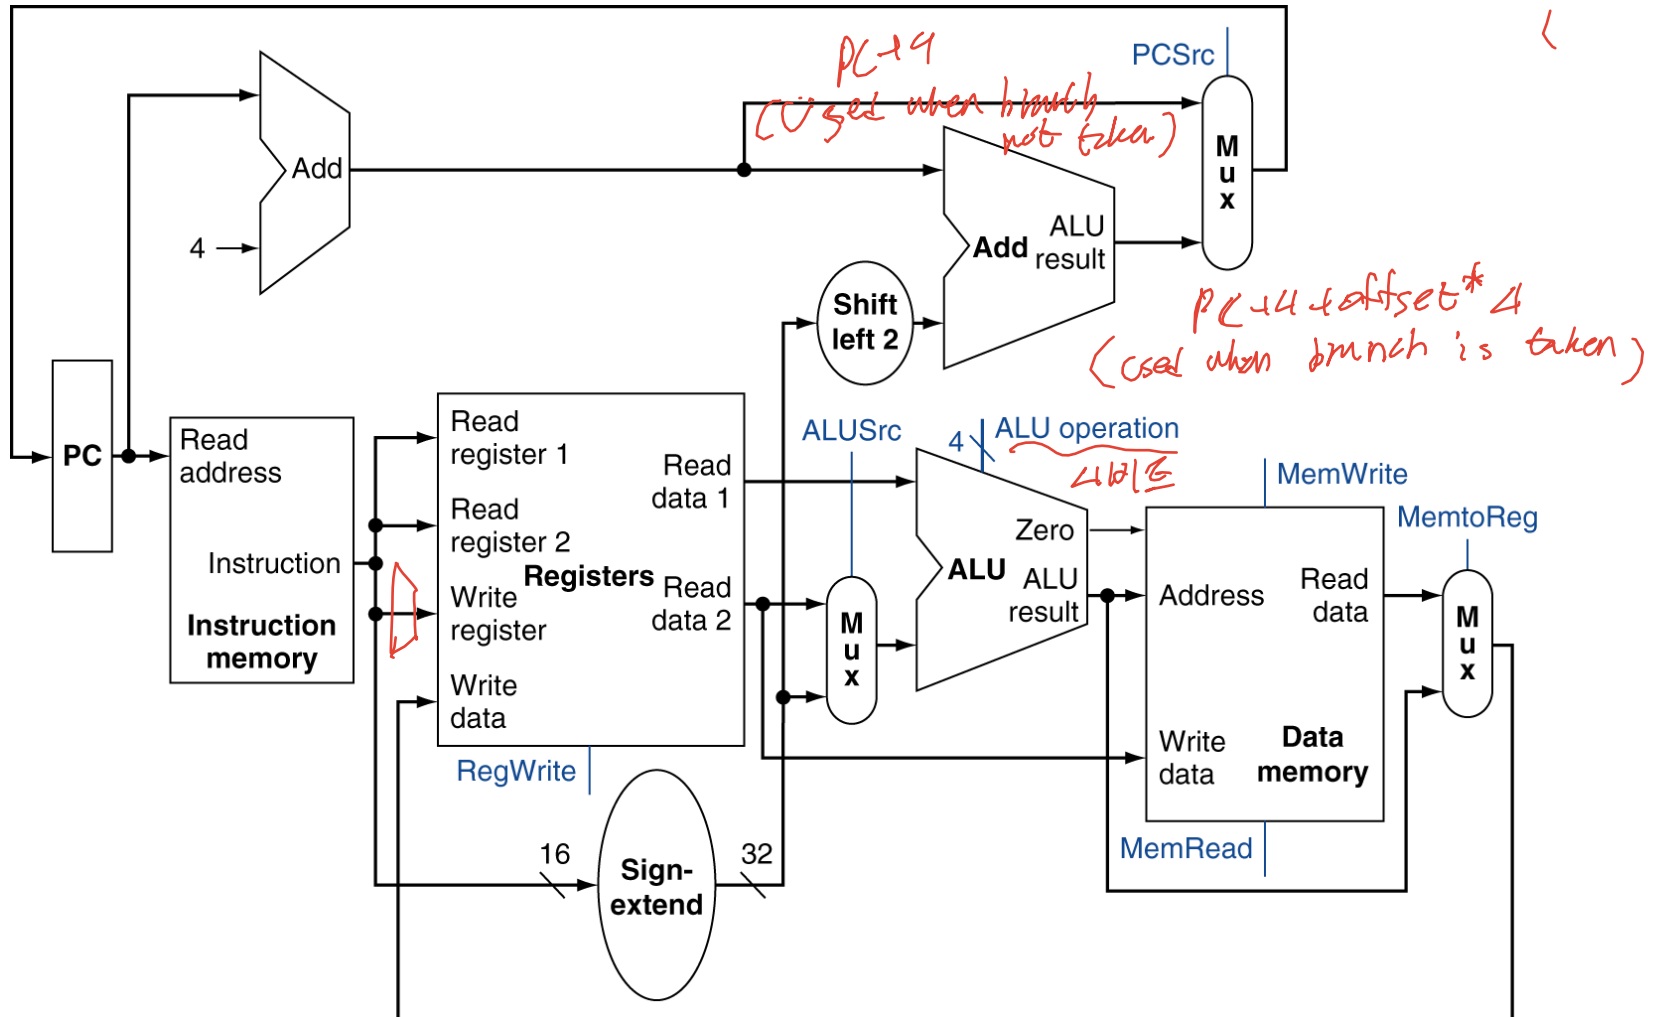 PC+4
(Used when branch
not taken)
PCSrc
M
u
x
Add
4
Add
ALU
result
Shift
left 2
PC+4+offset*4
(used when branch is taken)
PC
Read
address
Instruction
Instruction
memory
Read
register 1
Read
register 2
Write
register
Write
data
Registers
Read
data 1
Read
data 2
RegWrite
16
Sign-
extend
32
ALUSrc
M
u
x
4
ALU operation
4비트
Zero
ALU
ALU
result
MemWrite
Address
Read
data
Write
data
Data
memory
MemRead
MemtoReg
M
u
x